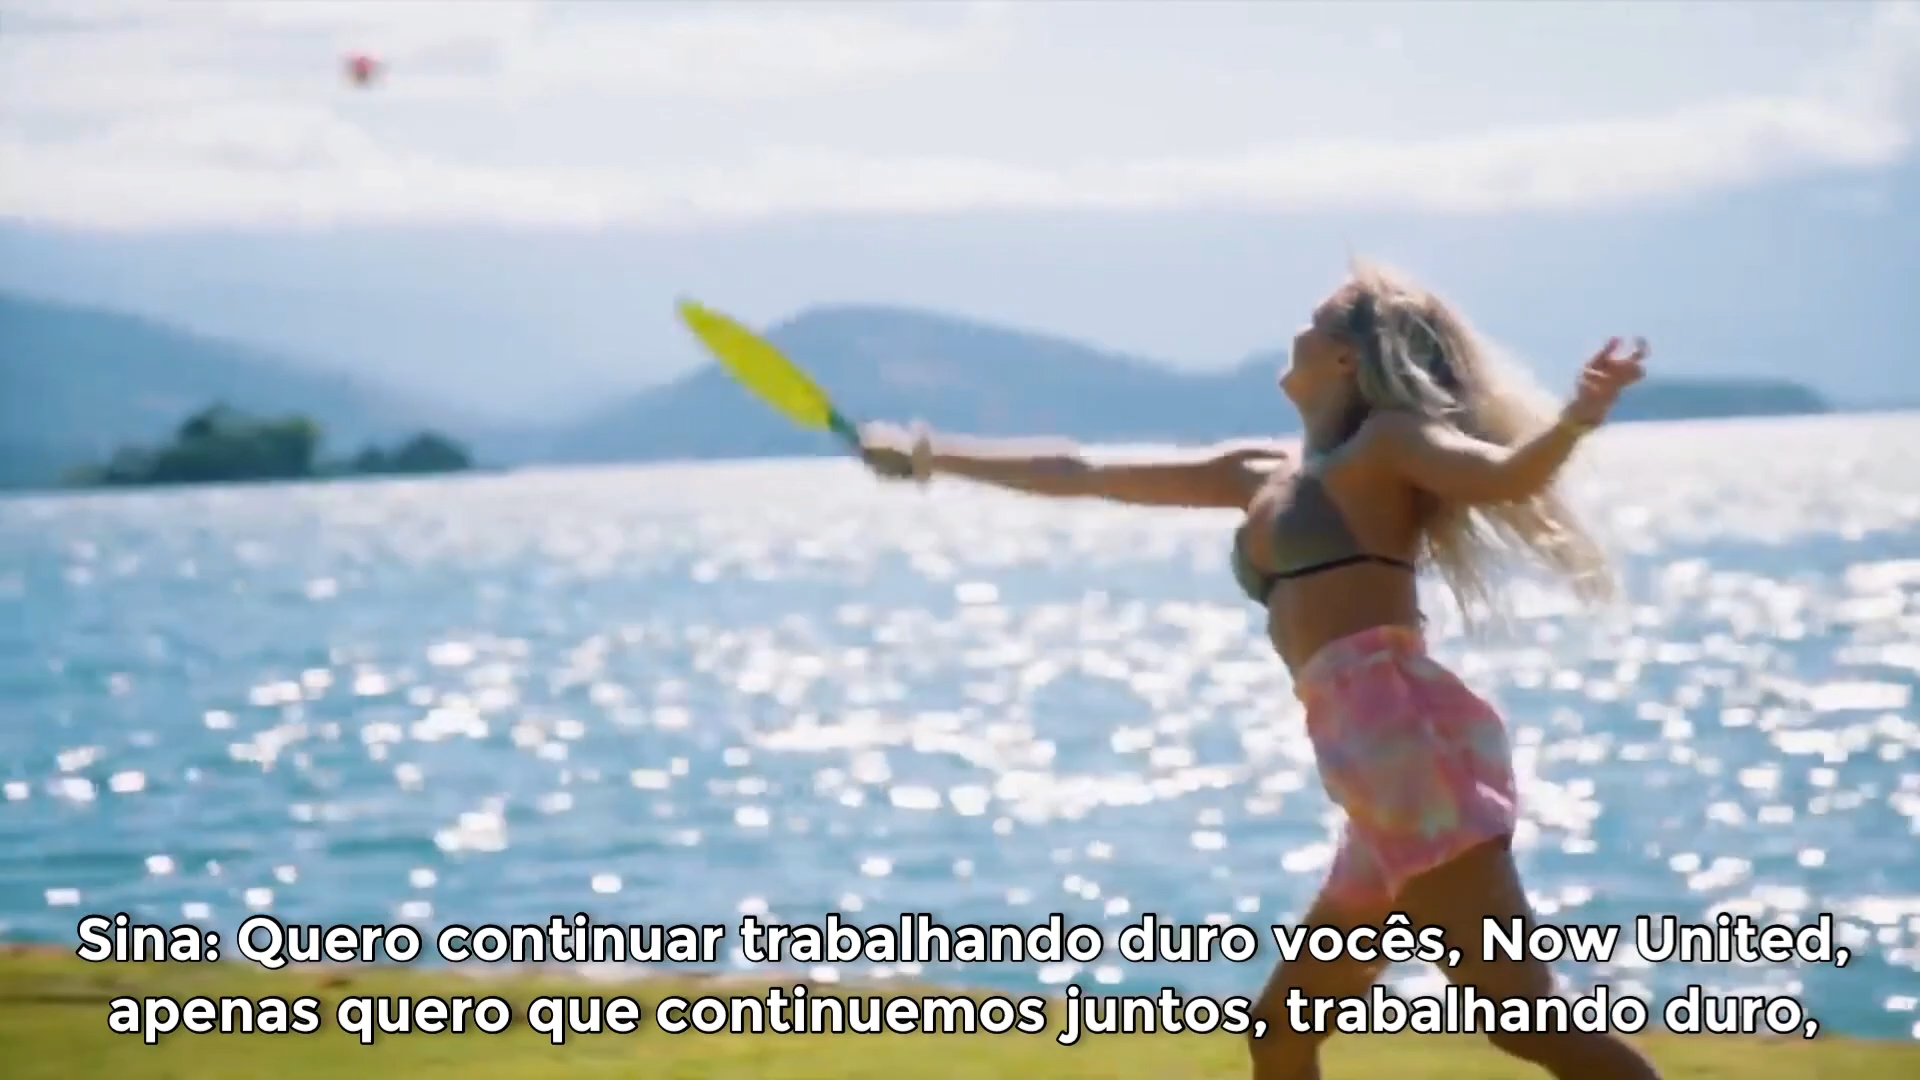 Sina: Quero continuar trabalhando duro vocês, Now United,
apenas quero que continuemos juntos, trabalhando duro,